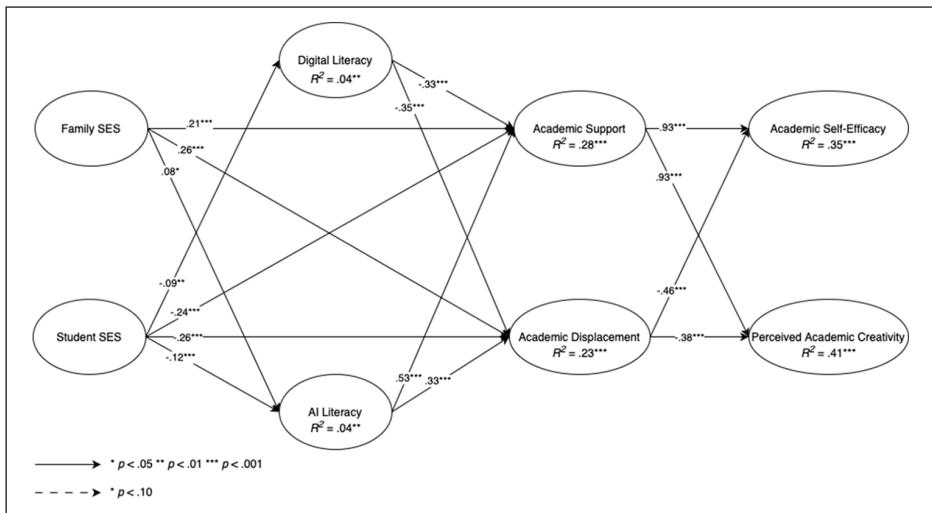 Digital Literacy
R² = .04**
-.33***
-.35***
Family SES
.21***
.26***
.08*
Academic Support
R² = .28***
.93***
.93***
Academic Self-Efficacy
R² = .35***
-.09**
-.24***
-.26***
-.12***
Student SES
Academic Displacement
R² = .23***
-.46***
-.38***
Perceived Academic Creativity
R² = .41***
.53***
.33***
AI Literacy
R² = .04**
* p < .05 ** p < .01 *** p < .001
* p < .10